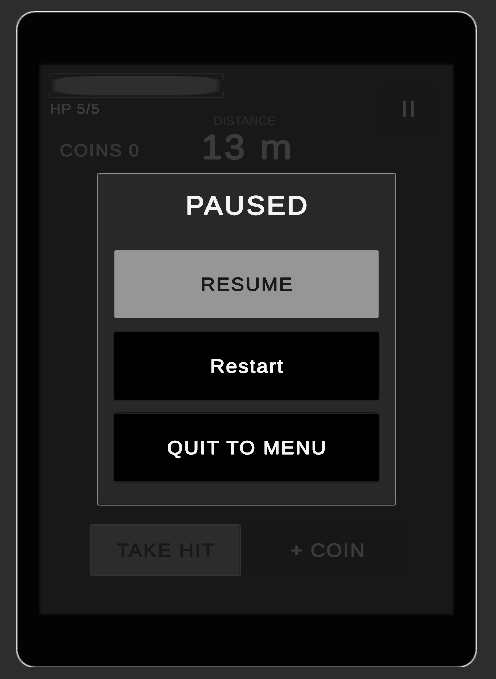 HP 5/5
DISTANCE
COINS 0
13 m
PAUSED
RESUME
Restart
QUIT TO MENU
TAKE HIT
+ COIN